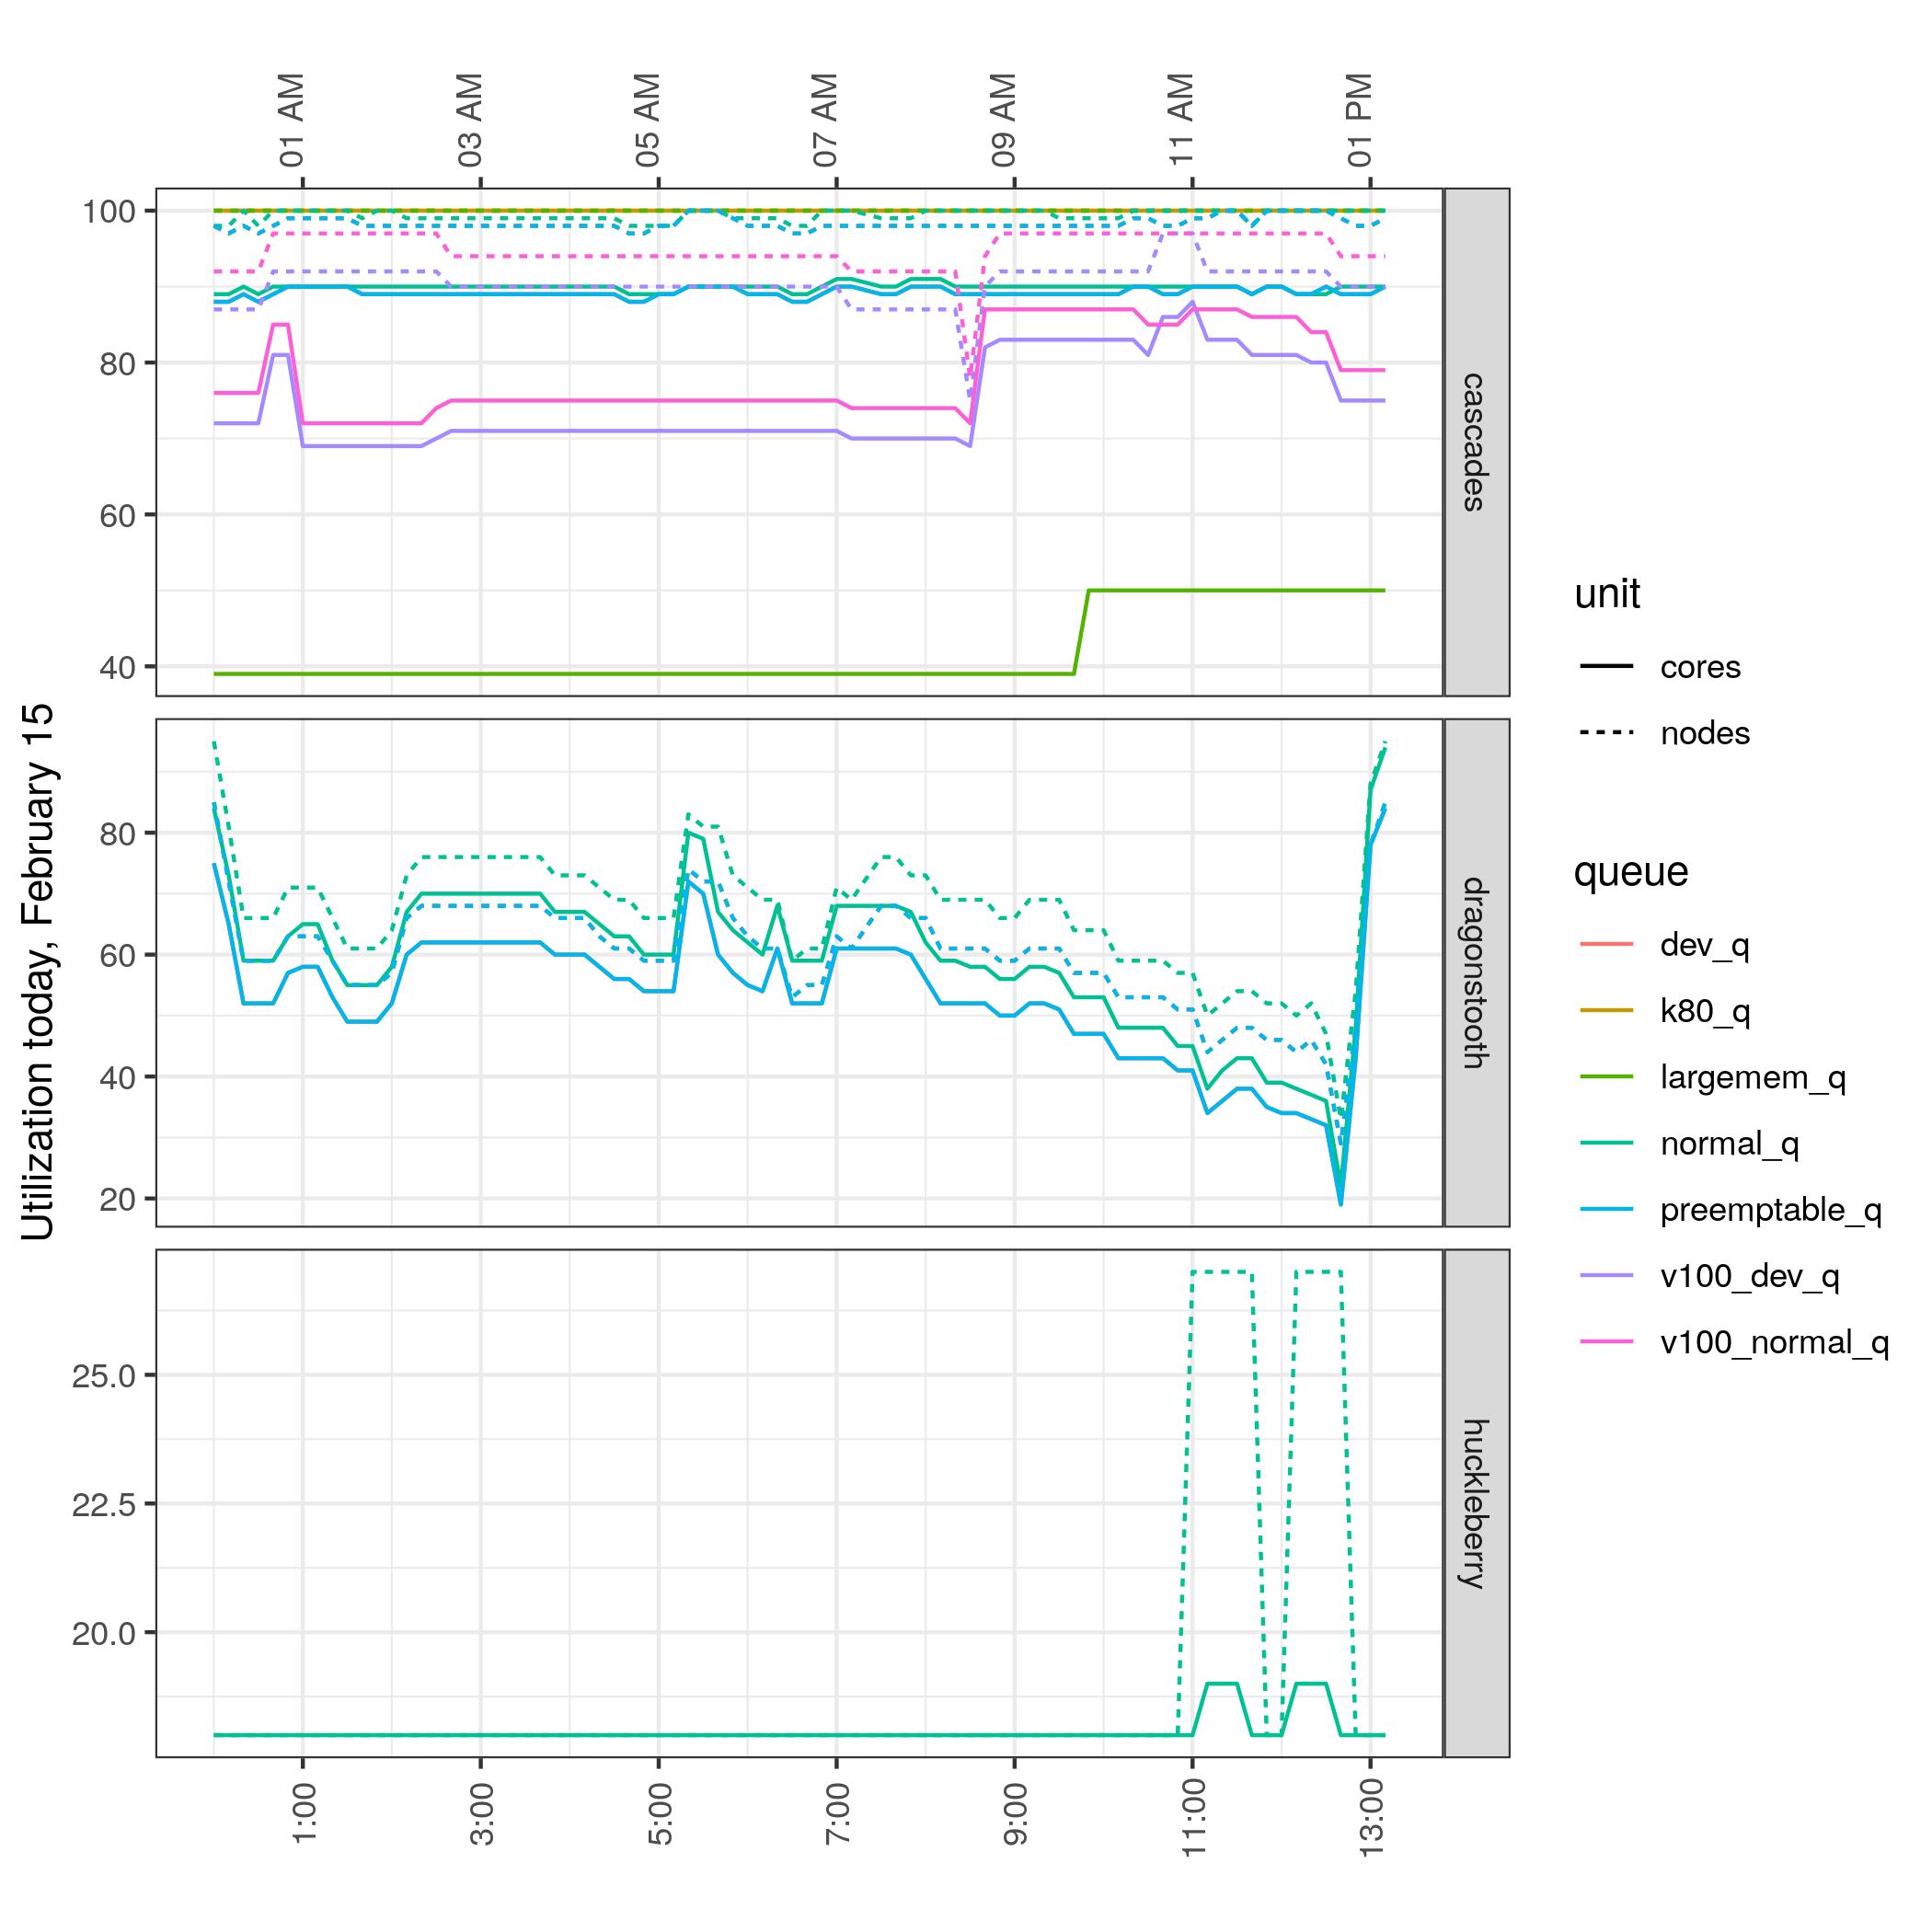 01 AM
03 AM
05 AM
07 AM
09 AM
11 AM
01 PM
Utilization today, February 15
100
80
60
40
cascades
80
60
40
20
dragonstooth
25.0
22.5
20.0
huckleberry
1:00
3:00
5:00
7:00
9:00
11:00
13:00
unit
cores
nodes
queue
dev_q
k80_q
largemem_q
normal_q
preemptable_q
v100_dev_q
v100_normal_q